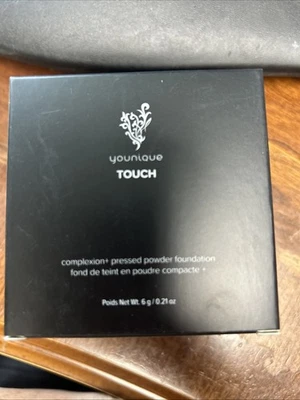 younique
TOUCH
complexion+ pressed powder foundation
fond de teint en poudre compacte +
Poids Net Wt. 6 g / 0.21 oz